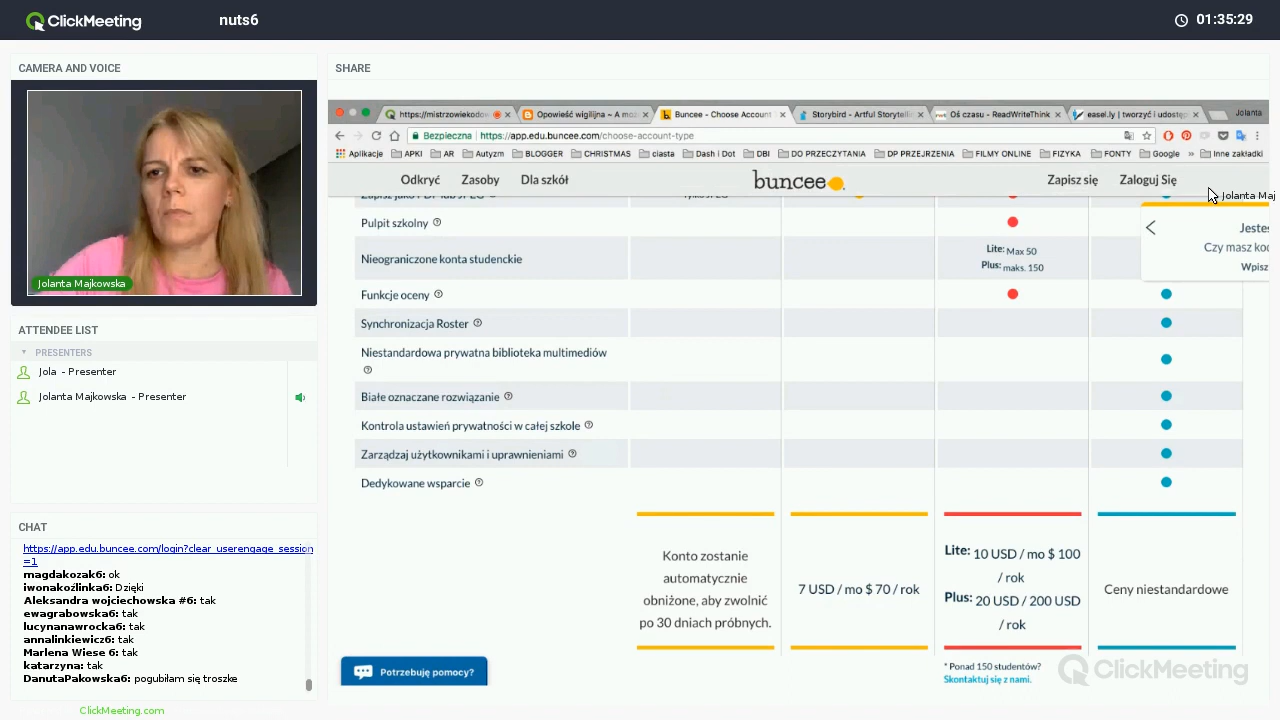 ClickMeeting
nuts6
01:35:29
CAMERA AND VOICE
Jolanta Majkowska
ATTENDEE LIST
PRESENTERS
Jola - Presenter
Jolanta Majkowska - Presenter
CHAT
https://app.edu.buncee.com/login?clear_userengage_session
=1
magdakozak6: ok
iwonakoźlinka6: Dzięki
Aleksandra wojciechowska #6: tak
ewagrabowska6: tak
lucynanawrocka6: tak
annalinkiewicz6: tak
Marlena Wiese 6: tak
katarzyna: tak
DanutaPakowska6: pogubiłam się troszke
ClickMeeting.com
SHARE
https://mistrzowiekodo
Opowieść wigilijna ~ A mo
Buncee - Choose Account
Storybird - Artful Storytell
Oś czasu - ReadWriteThink
easel.ly | tworzyć i udostęp
Jolanta
Bezpieczna
https://app.edu.buncee.com/choose-account-type
Aplikacje APKI AR Autyzm BLOGGER CHRISTMAS ciasta Dash i Dot DBI DO PRZECZYTANIA DP PRZEJRZENIA FILMY ONLINE FIZYKA FONTY Google » Inne zakładki
Odkryć Zasoby Dla szkół
buncee
Zapisz się Zaloguj Się
Jolanta Maj
Pulpit szkolny
Jestes
Czy masz kod
Wpisz
Nieograniczone konta studenckie
Lite: Max 50
Plus: maks. 150
Funkcje oceny
Synchronizacja Roster
Niestandardowa prywatna biblioteka multimediów
Białe oznaczane rozwiązanie
Kontrola ustawień prywatności w całej szkole
Zarządzaj użytkownikami i uprawnieniami
Dedykowane wsparcie
Konto zostanie
automatycznie
obniżone, aby zwolnić
po 30 dniach próbnych.
7 USD / mo $ 70 / rok
Lite: 10 USD / mo $ 100
/ rok
Plus: 20 USD / 200 USD
/ rok
Ceny niestandardowe
* Ponad 150 studentów?
Skontaktuj się z nami.
Potrzebuję pomocy?
ClickMeeting